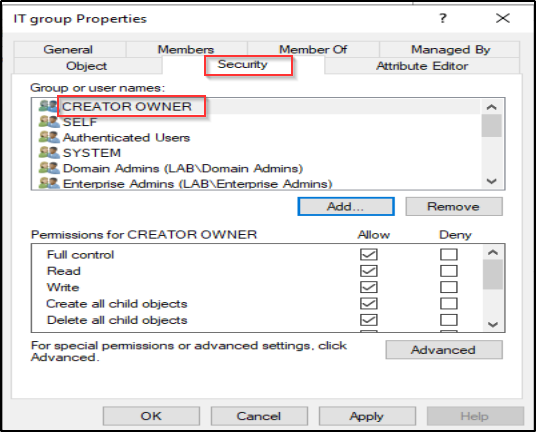 IT group Properties
?
General Members Member Of Managed By
Object Security Attribute Editor
Group or user names:
CREATOR OWNER
SELF
Authenticated Users
SYSTEM
Domain Admins (LAB\Domain Admins)
Enterprise Admins (LAB\Enterprise Admins)
Add... Remove
Permissions for CREATOR OWNER Allow Deny
Full control
Read
Write
Create all child objects
Delete all child objects
For special permissions or advanced settings, click
Advanced.
Advanced
OK Cancel Apply Help